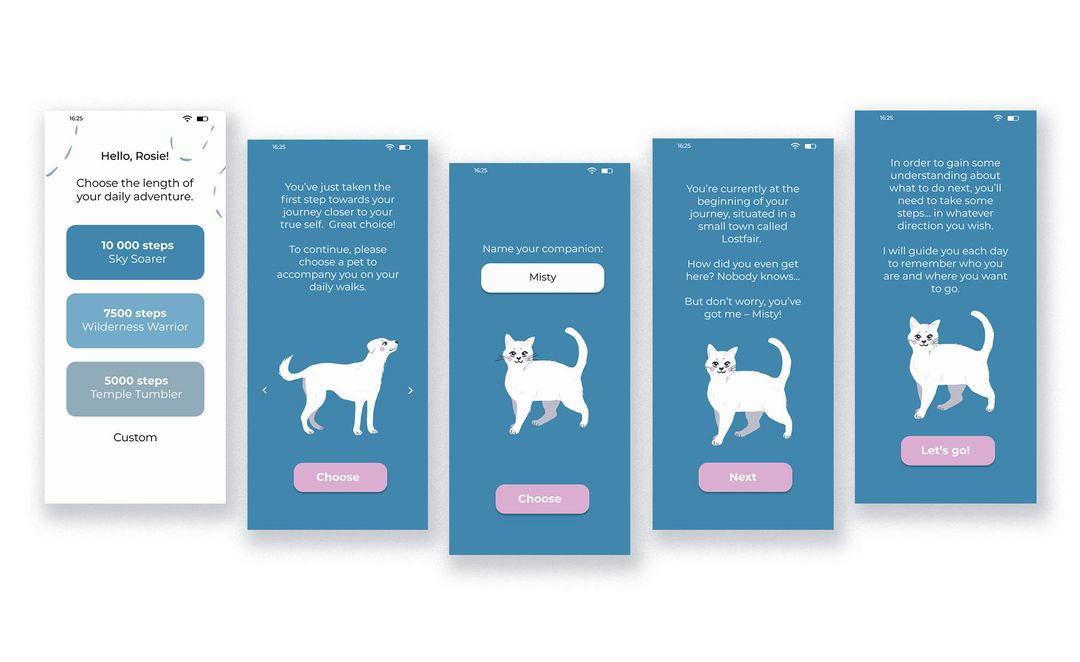 16:25
Hello, Rosie!
Choose the length of
your daily adventure.
10 000 steps
Sky Soarer
7500 steps
Wilderness Warrior
5000 steps
Temple Tumbler
Custom
16:25
You've just taken the
first step towards your
journey closer to your
true self. Great choice!
To continue, please
choose a pet to
accompany you on your
daily walks.
Choose
16:25
Name your companion:
Misty
Choose
16:25
You're currently at the
beginning of your
journey, situated in a
small town called
Lostfair.
How did you even get
here? Nobody knows...
But don't worry, you've
got me – Misty!
Next
16:25
In order to gain some
understanding about
what to do next, you'll
need to take some
steps... in whatever
direction you wish.
I will guide you each day
to remember who you
are and where you want
to go.
Let's go!